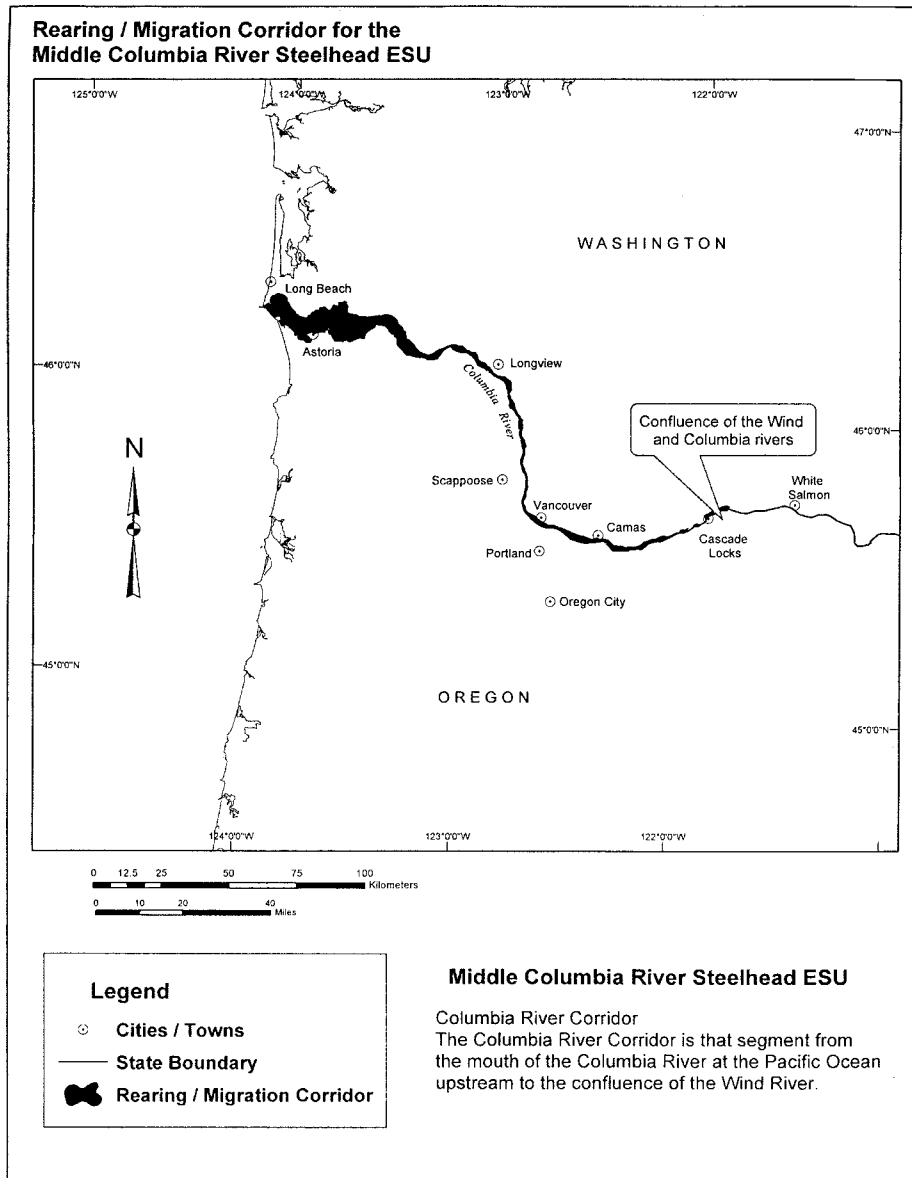 Rearing / Migration Corridor for the
Middle Columbia River Steelhead ESU
125°0'0"W
124°0'0"W
123°0'0"W
122°0'0"W
47°0'0"N
WASHINGTON
Long Beach
Astoria
46°0'0"N
Longview
Columbia River
Confluence of the Wind
and Columbia rivers
46°0'0"N
N
Scappoose
White
Salmon
Vancouver
Camas
Cascade
Locks
Portland
Oregon City
45°0'0"N
OREGON
45°0'0"N
124°0'0"W
123°0'0"W
122°0'0"W
0 12.5 25 50 75 100
Kilometers
0 10 20 40
Miles
Legend
Cities / Towns
State Boundary
Rearing / Migration Corridor
Middle Columbia River Steelhead ESU
Columbia River Corridor
The Columbia River Corridor is that segment from
the mouth of the Columbia River at the Pacific Ocean
upstream to the confluence of the Wind River.